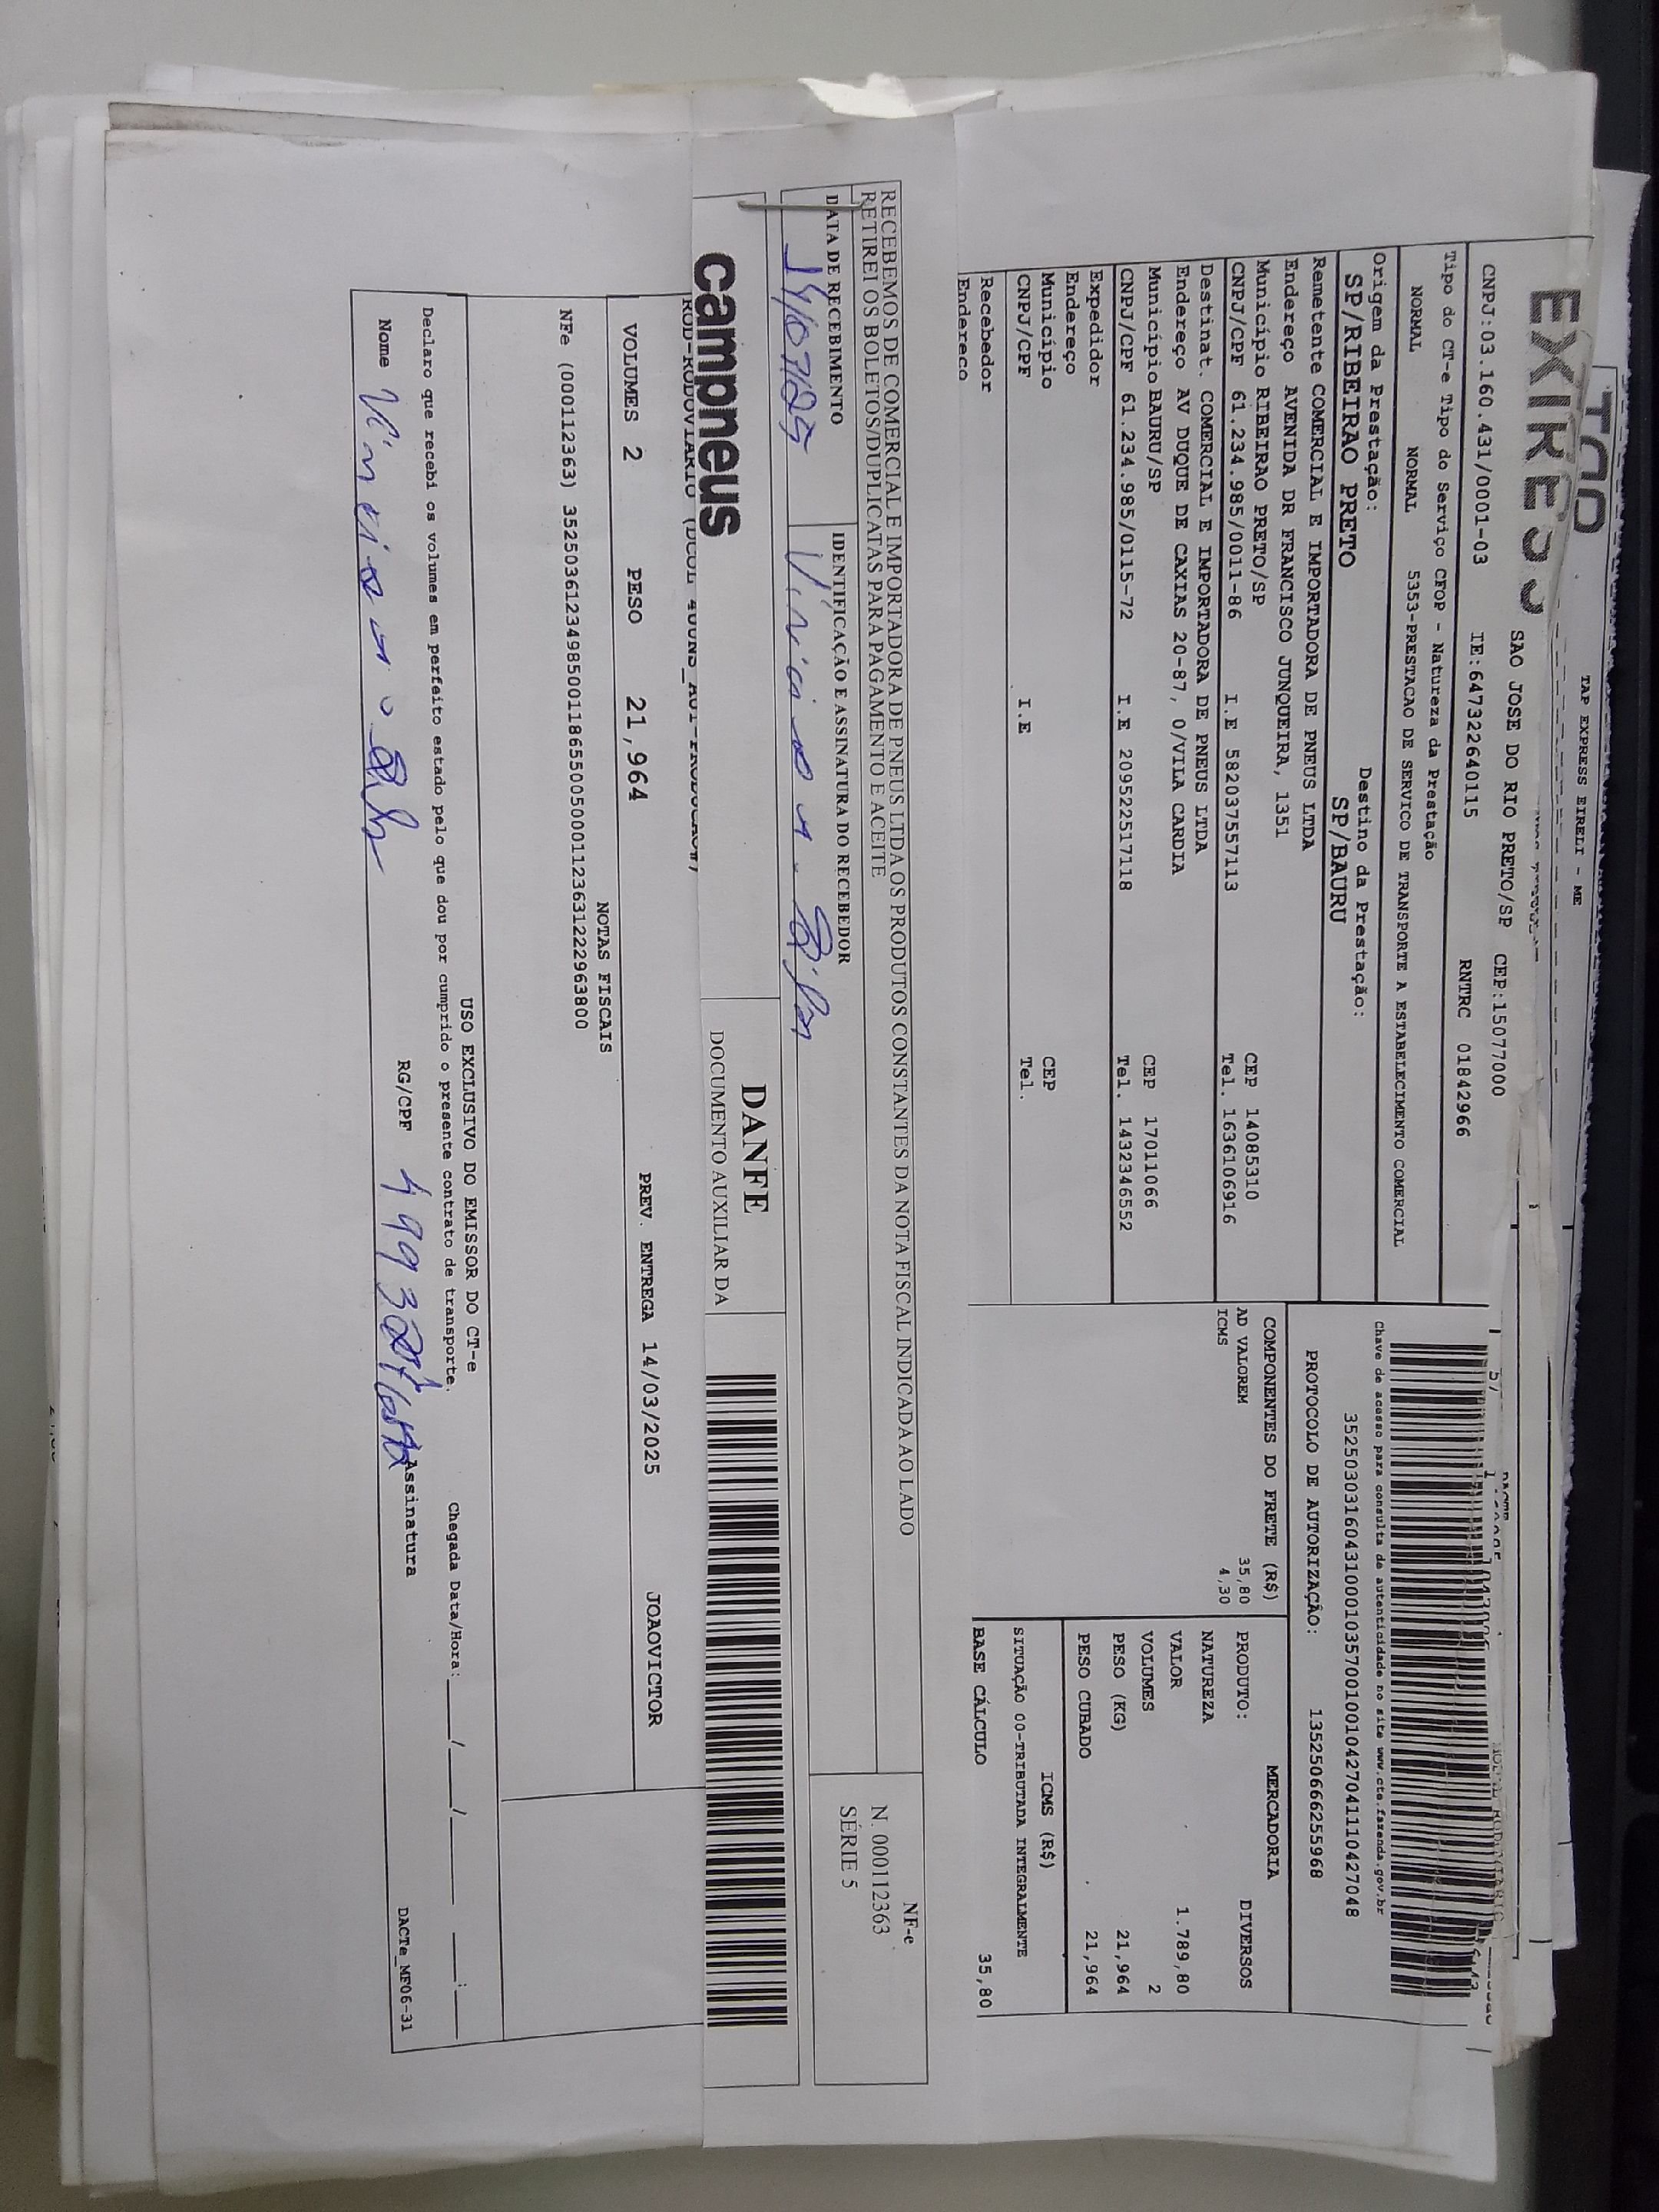 TAP EXPRESS EIRELI - ME
SAO JOSE DO RIO PRETO/SP CEP:15077000
CNPJ:03.160.431/0001-03 IE:647322640115 RNTRC 01842966
Tipo do CT-e Tipo do Serviço CFOP - Natureza da Prestação
NORMAL NORMAL 5353-PRESTACAO DE SERVICO DE TRANSPORTE A ESTABELECIMENTO COMERCIAL
Origem da Prestação: Destino da Prestação:
SP/RIBEIRAO PRETO SP/BAURU
Remetente COMERCIAL E IMPORTADORA DE PNEUS LTDA
Endereço AVENIDA DR FRANCISCO JUNQUEIRA, 1351
Município RIBEIRAO PRETO/SP CEP 14085310
CNPJ/CPF 61.234.985/0011-86 I.E 582037557113 Tel. 1636106916
Destinat. COMERCIAL E IMPORTADORA DE PNEUS LTDA
Endereço AV DUQUE DE CAXIAS 20-87, 0/VILA CARDIA
Município BAURU/SP CEP 17011066
CNPJ/CPF 61.234.985/0115-72 I.E 209522517118 Tel. 1432346552
Expedidor
Endereço
Município CEP
CNPJ/CPF I.E Tel.
Recebedor
Endereco
Chave de acesso para consulta de autenticidade no site www.cte.fazenda.gov.br
35250303160431000103570010010427041110427048
PROTOCOLO DE AUTORIZAÇÃO: 135250666255968
COMPONENTES DO FRETE (R$)
AD VALOREM 35,80
ICMS 4,30
MERCADORIA
PRODUTO: DIVERSOS
NATUREZA
VALOR 1.789,80
VOLUMES 2
PESO (KG) 21,964
PESO CUBADO 21,964
ICMS (R$)
SITUAÇÃO 00-TRIBUTADA INTEGRALMENTE
BASE CÁLCULO 35,80
RECEBEMOS DE COMERCIAL E IMPORTADORA DE PNEUS LTDA OS PRODUTOS CONSTANTES DA NOTA FISCAL INDICADA AO LADO
RETIREI OS BOLETOS/DUPLICATAS PARA PAGAMENTO E ACEITE
DATA DE RECEBIMENTO IDENTIFICAÇÃO E ASSINATURA DO RECEBEDOR
NF-e
N. 000112363
SÉRIE 5
campneus
DANFE
DOCUMENTO AUXILIAR DA
VOLUMES 2 PESO 21,964 PREV. ENTREGA 14/03/2025 JOAOVICTOR
NOTAS FISCAIS
NFe (000112363) 35250361234985001186550050001123631222963800
USO EXCLUSIVO DO EMISSOR DO CT-e
Declaro que recebi os volumes em perfeito estado pelo que dou por cumprido o presente contrato de transporte. Chegada Data/Hora: ___/___/____ __:__
Nome RG/CPF Assinatura
DACTe_MF06-31